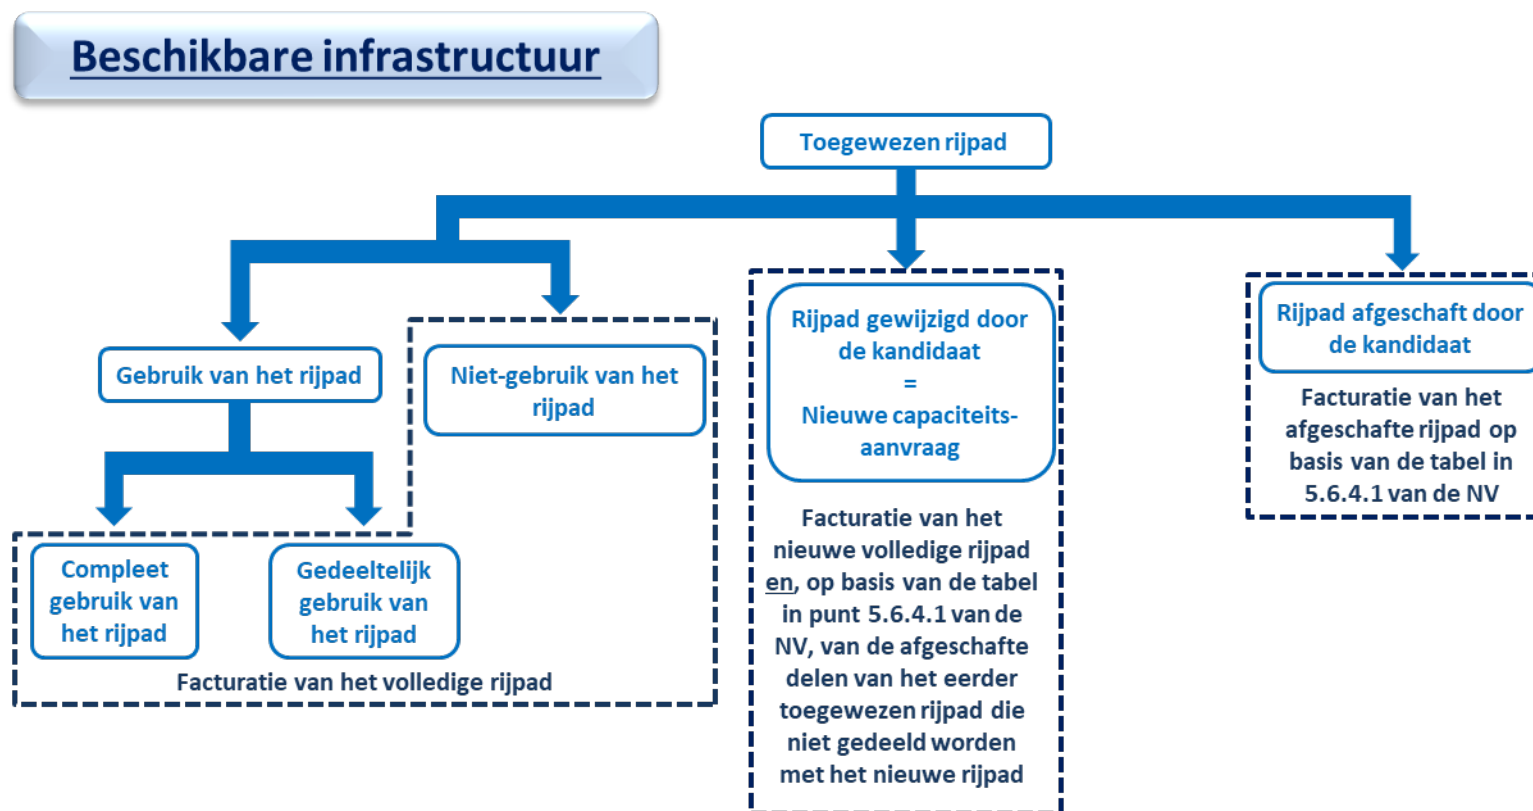 Beschikbare infrastructuur
Toegewezen rijpad
Gebruik van het rijpad
Niet-gebruik van het
rijpad
Compleet
gebruik van
het rijpad
Gedeeltelijk
gebruik van
het rijpad
Facturatie van het volledige rijpad
Rijpad gewijzigd door
de kandidaat
=
Nieuwe capaciteits-
aanvraag
Facturatie van het
nieuwe volledige rijpad
en, op basis van de tabel
in punt 5.6.4.1 van de
NV, van de afgeschafte
delen van het eerder
toegewezen rijpad die
niet gedeeld worden
met het nieuwe rijpad
Rijpad afgeschaft door
de kandidaat
Facturatie van het
afgeschafte rijpad op
basis van de tabel in
5.6.4.1 van de NV